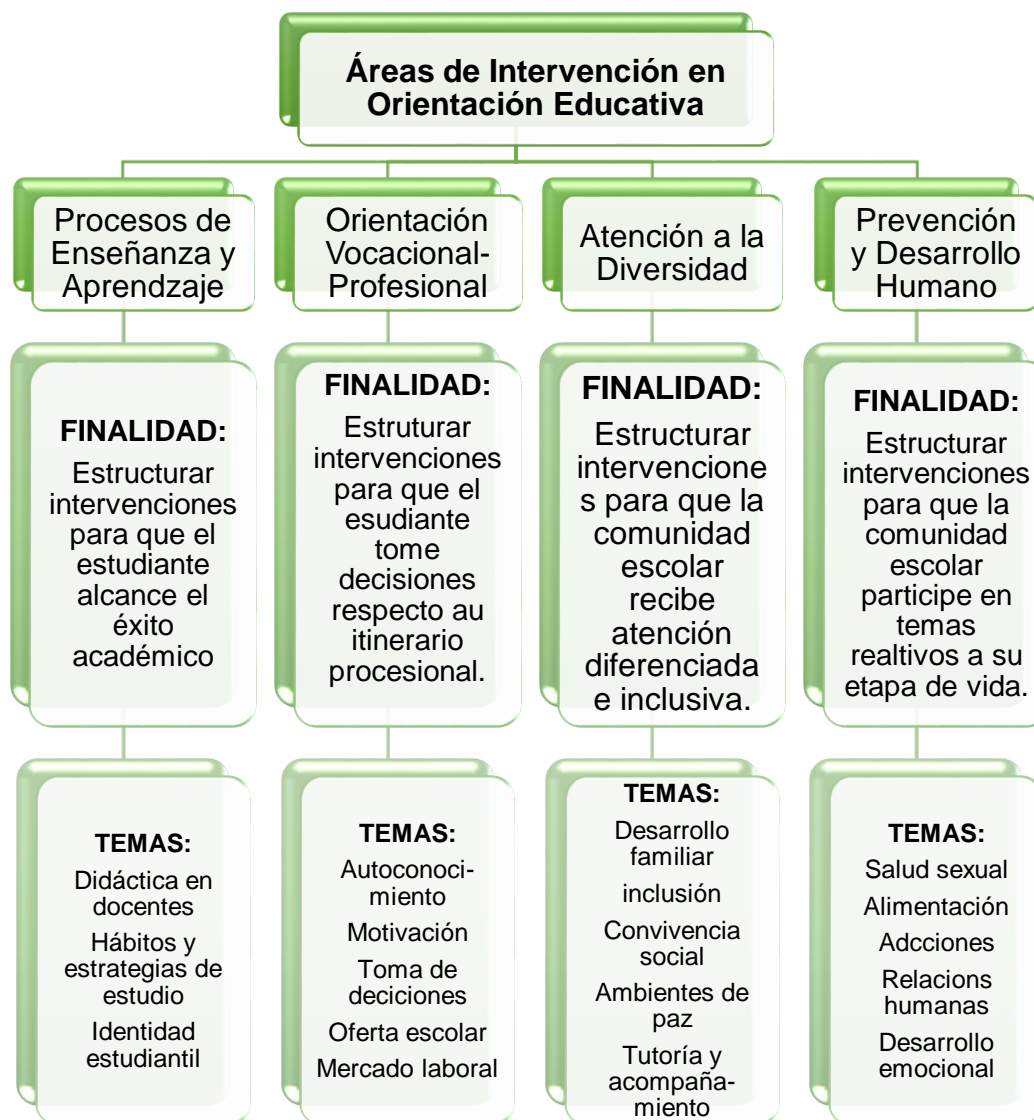 Áreas de Intervención en
Orientación Educativa
Procesos de
Enseñanza y
Aprendzaje
Orientación
Vocacional-
Profesional
Atención a la
Diversidad
Prevención
y Desarrollo
Humano
FINALIDAD:
Estructurar
intervenciones
para que el
estudiante
alcance el
éxito
académico
FINALIDAD:
Estruturar
intervenciones
para que el
esudiante
tome
decisiones
respecto au
itinerario
procesional.
FINALIDAD:
Estructurar
intervencione
s para que la
comunidad
escolar
recibe
atención
diferenciada
e inclusiva.
FINALIDAD:
Estructurar
intervenciones
para que la
comunidad
escolar
participe en
temas
realtivos a su
etapa de vida.
TEMAS:
Didáctica en
docentes
Hábitos y
estrategias de
estudio
Identidad
estudiantil
TEMAS:
Autoconoci-
miento
Motivación
Toma de
deciciones
Oferta escolar
Mercado laboral
TEMAS:
Desarrollo
familiar
inclusión
Convivencia
social
Ambientes de
paz
Tutoría y
acompaña-
miento
TEMAS:
Salud sexual
Alimentación
Adcciones
Relacions
humanas
Desarrollo
emocional